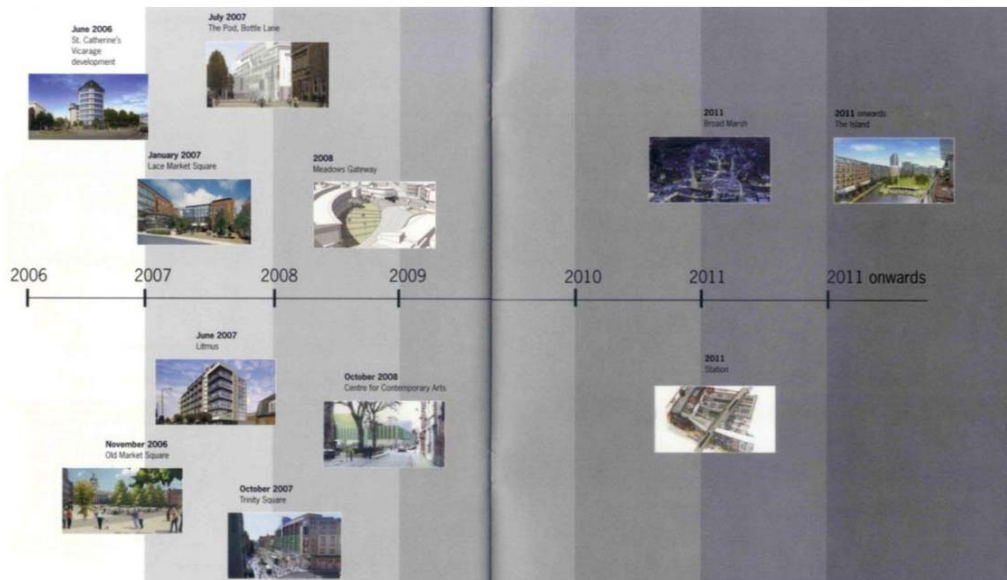 June 2006
St. Catherine's
Vicarage
development
July 2007
The Pod, Bottle Lane
January 2007
Lace Market Square
2008
Meadows Gateway
2011
Broad Marsh
2011 onwards
The Island
2006
2007
2008
2009
2010
2011
2011 onwards
June 2007
Litmus
October 2008
Centre for Contemporary Arts
2011
Station
November 2006
Old Market Square
October 2007
Trinity Square